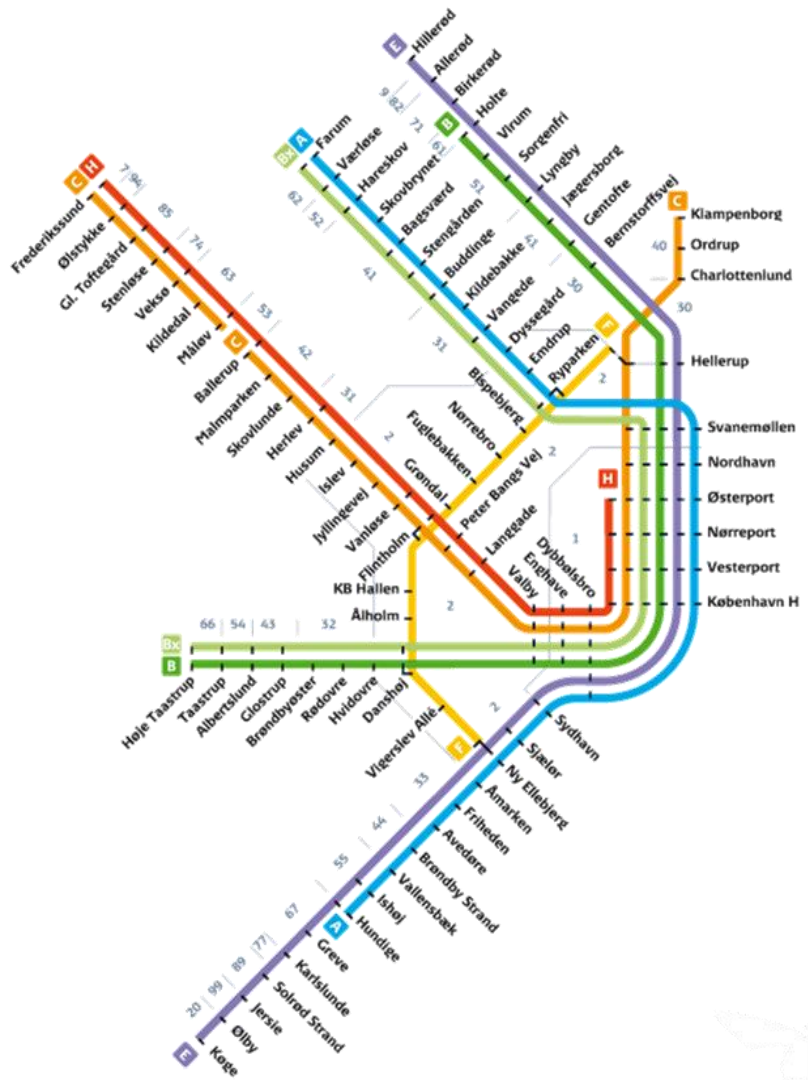 E
Hillerød
Allerød
Birkerød
Holte
Virum
Sorgenfri
Lyngby
Jægersborg
Gentofte
Bernstorffsvej
9
82
71
61
51
41
30
B
Bx
A
Farum
Værløse
Hareskov
Skovbrynet
Bagsværd
Stengården
Buddinge
Kildebakke
Vangede
Dyssegård
Emdrup
Ryparken
F
62
52
41
31
2
C
Klampenborg
Ordrup
Charlottenlund
40
30
Hellerup
Svanemøllen
Nordhavn
Østerport
Nørreport
Vesterport
København H
H
1
C
H
7
94
85
74
63
53
42
31
2
Frederikssund
Ølstykke
Gl. Toftegård
Stenløse
Veksø
Kildedal
Måløv
C
Ballerup
Malmparken
Skovlunde
Herlev
Husum
Islev
Jyllingevej
Vanløse
Flintholm
Peter Bangs Vej
Langgade
Valby
Enghave
Dybbølsbro
Bispebjerg
Nørrebro
Fuglebakken
Grøndal
2
KB Hallen
Ålholm
2
66
54
43
32
Bx
B
Høje Taastrup
Taastrup
Albertslund
Glostrup
Brøndbyøster
Rødovre
Hvidovre
Danshøj
Vigerslev Allé
F
2
Sydhavn
Sjælør
Ny Ellebjerg
Åmarken
Friheden
Avedøre
Brøndby Strand
Vallensbæk
Ishøj
Hundige
A
Greve
Karlslunde
Solrød Strand
Jersie
Ølby
Køge
E
33
44
55
67
77
89
99
20